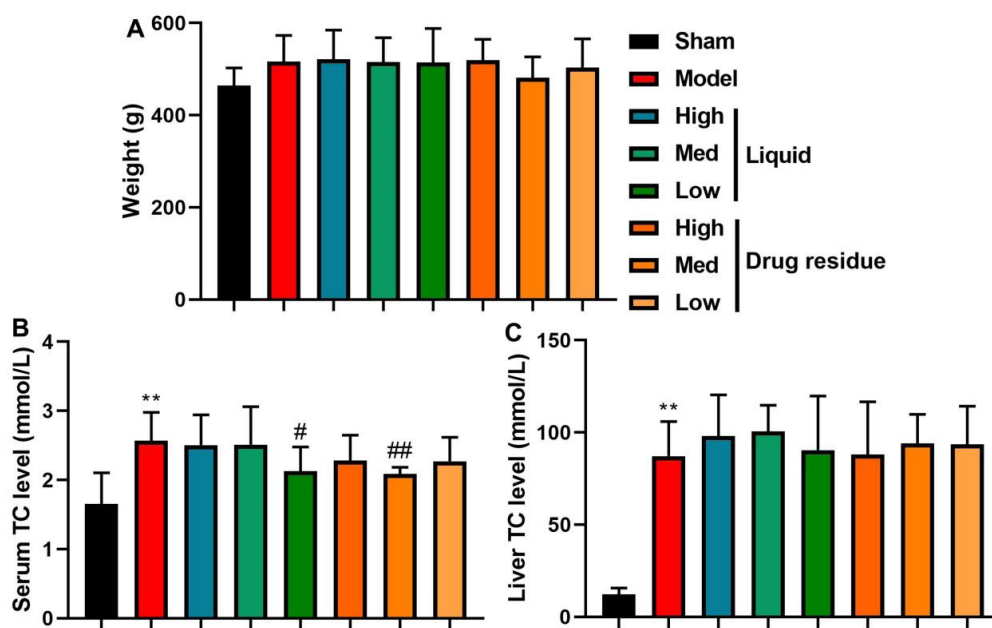 A
Weight (g)
600
400
200
0
Sham
Model
High
Med
Low
Liquid
High
Med
Low
Drug residue
B
Serum TC level (mmol/L)
4
3
2
1
0
**
#
##
C
Liver TC level (mmol/L)
150
100
50
0
**